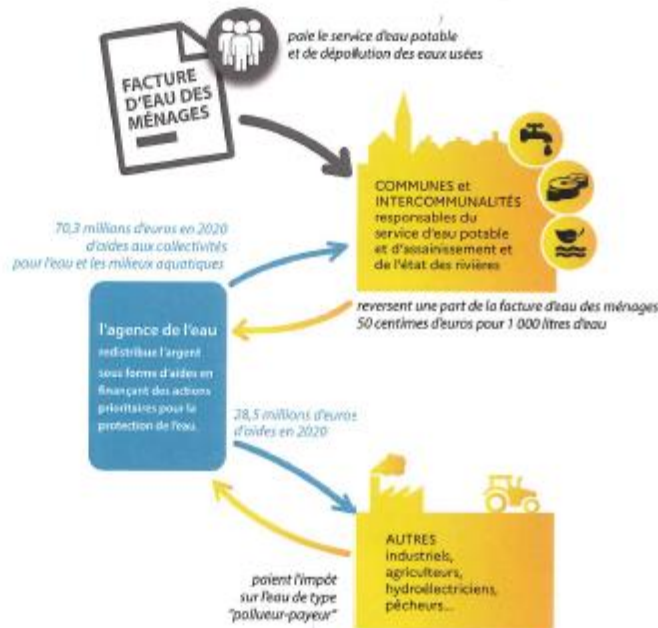 paie le service d'eau potable
et de dépollution des eaux usées
FACTURE
D'EAU DES
MÉNAGES
COMMUNES et
INTERCOMMUNALITÉS
responsables du
service d'eau potable
et d'assainissement et
de l'état des rivières
70,3 millions d'euros en 2020
d'aides aux collectivités
pour l'eau et les milieux aquatiques
reversent une part de la facture d'eau des ménages
50 centimes d'euros pour 1 000 litres d'eau
l'agence de l'eau
redistribue l'argent
sous forme d'aides en
finançant des actions
prioritaires pour la
protection de l'eau.
28,5 millions d'euros
d'aides en 2020
AUTRES
industriels,
agriculteurs,
hydroélectriciens,
pêcheurs...
paient l'impôt
sur l'eau de type
"pollueur-payeur"